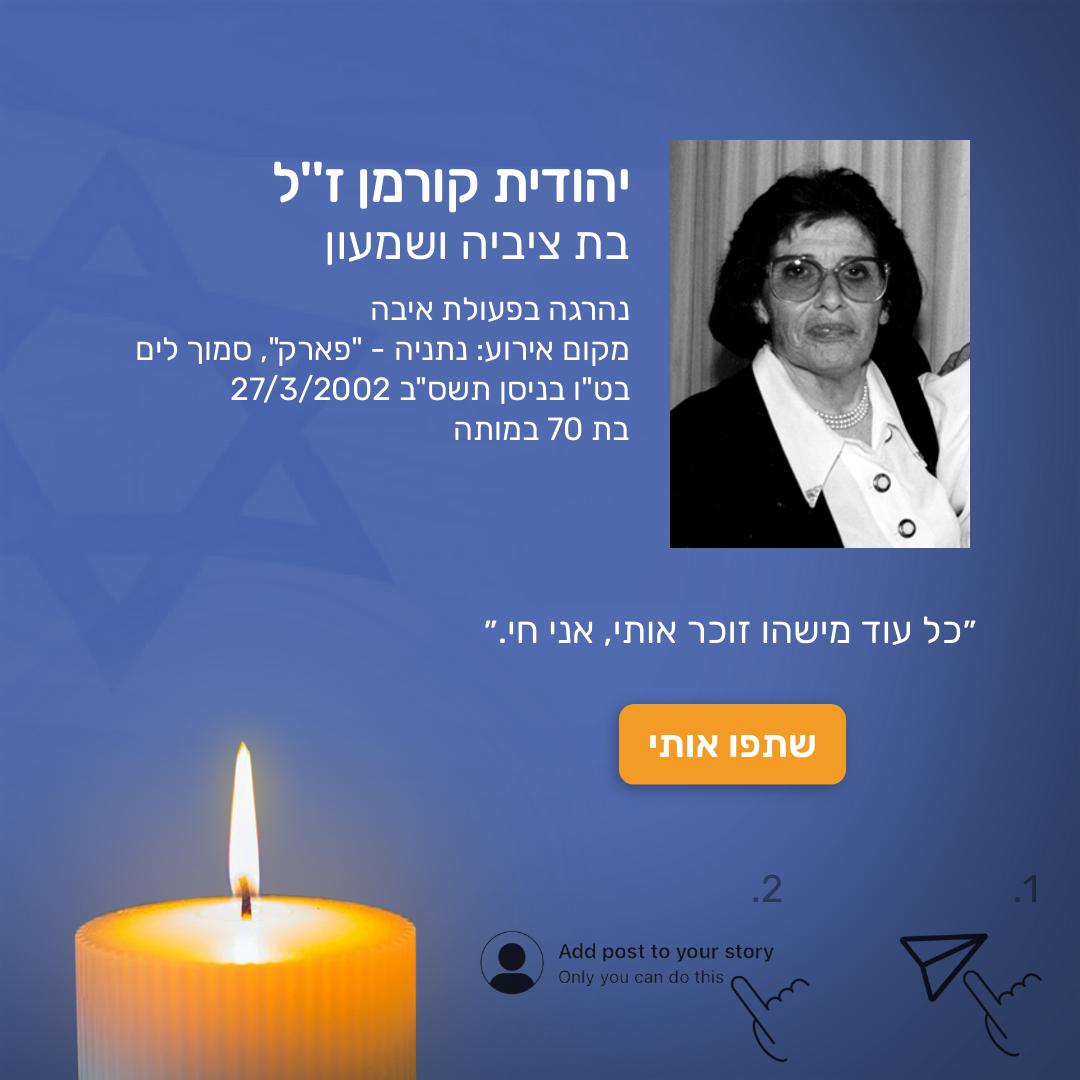 יהודית קורמן ז"ל
בת ציביה ושמעון
נהרגה בפעולת איבה
מקום אירוע: נתניה - "פארק", סמוך לים
בט"ו בניסן תשס"ב 27/3/2002
בת 70 במותה
״כל עוד מישהו זוכר אותי, אני חי.״
שתפו אותי
1.
2.
Add post to your story
Only you can do this